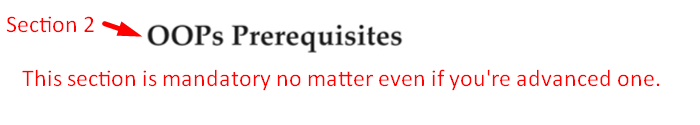 Section 2
OOPs Prerequisites
This section is mandatory no matter even if you're advanced one.